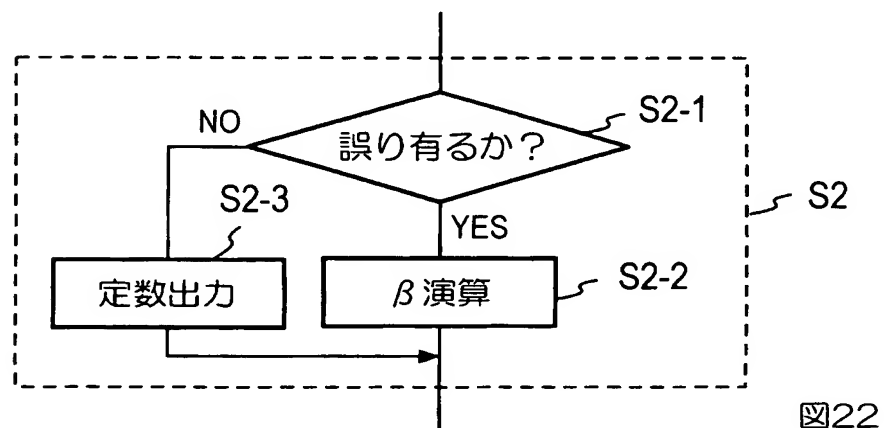 NO
誤り有るか？
S2-1
S2
S2-3
YES
定数出力
β演算
S2-2
図22